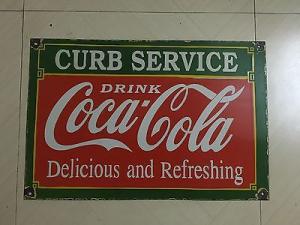 CURB SERVICE
DRINK
Coca-Cola
Delicious and Refreshing